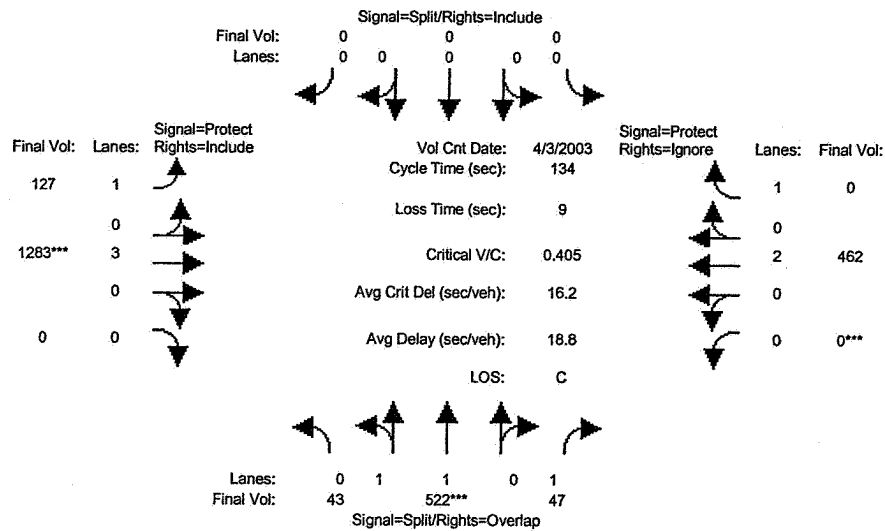 Signal=Split/Rights=Include
Final Vol: 0 0 0
Lanes: 0 0 0 0 0
Signal=Protect
Final Vol: Lanes: Rights=Include
Vol Cnt Date: 4/3/2003
Signal=Protect
Rights=Ignore Lanes: Final Vol:
127 1
Cycle Time (sec): 134
1 0
0
Loss Time (sec): 9
0
1283*** 3
Critical V/C: 0.405
2 462
0
Avg Crit Del (sec/veh): 16.2
0
0 0
Avg Delay (sec/veh): 18.8
0 0***
LOS: C
Lanes: 0 1 1 0 1
Final Vol: 43 522*** 47
Signal=Split/Rights=Overlap